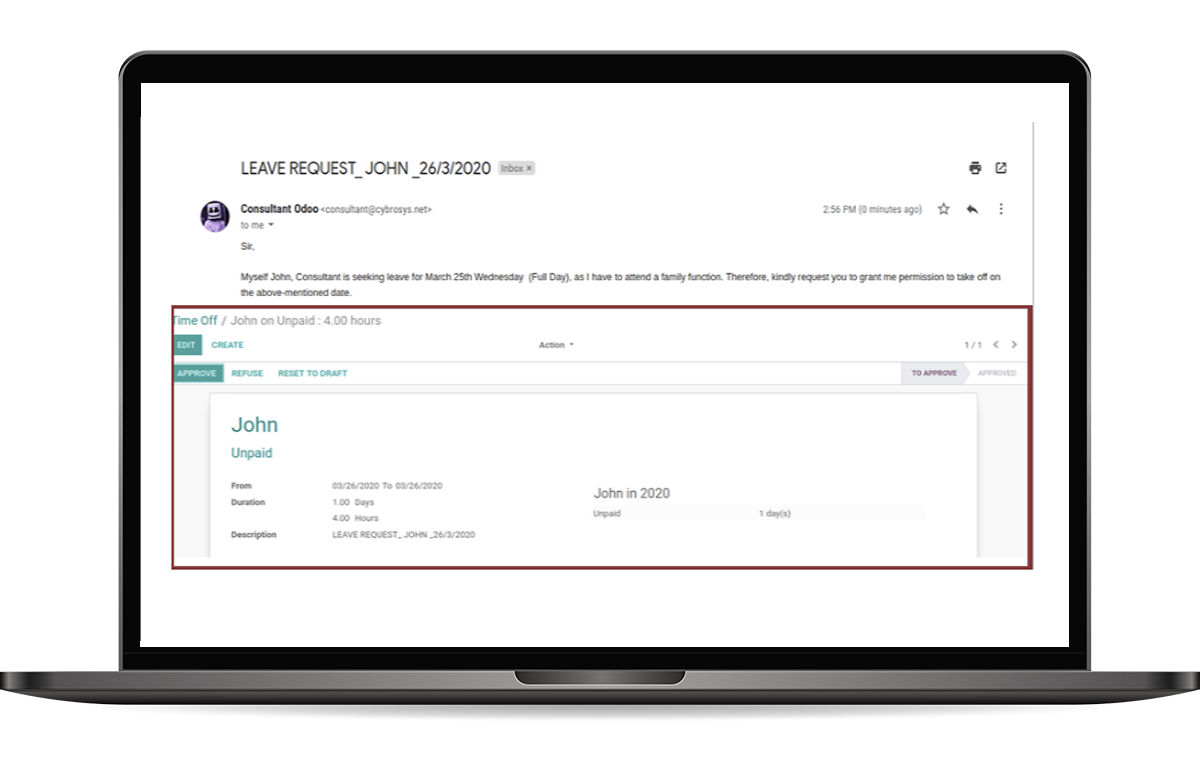 LEAVE REQUEST_ JOHN _26/3/2020 Inbox ×
Consultant Odoo <consultant@cybrosys.net> 2:56 PM (0 minutes ago)
to me
Sir,
Myself John, Consultant is seeking leave for March 25th Wednesday (Full Day), as I have to attend a family function. Therefore, kindly request you to grant me permission to take off on
the above-mentioned date.
Time Off / John on Unpaid : 4.00 hours
EDIT CREATE Action 1 / 1
APPROVE REFUSE RESET TO DRAFT TO APPROVE APPROVED
John
Unpaid
From 03/26/2020 To 03/26/2020
Duration 1.00 Days
4.00 Hours
Description LEAVE REQUEST_ JOHN _26/3/2020
John in 2020
Unpaid 1 day(s)